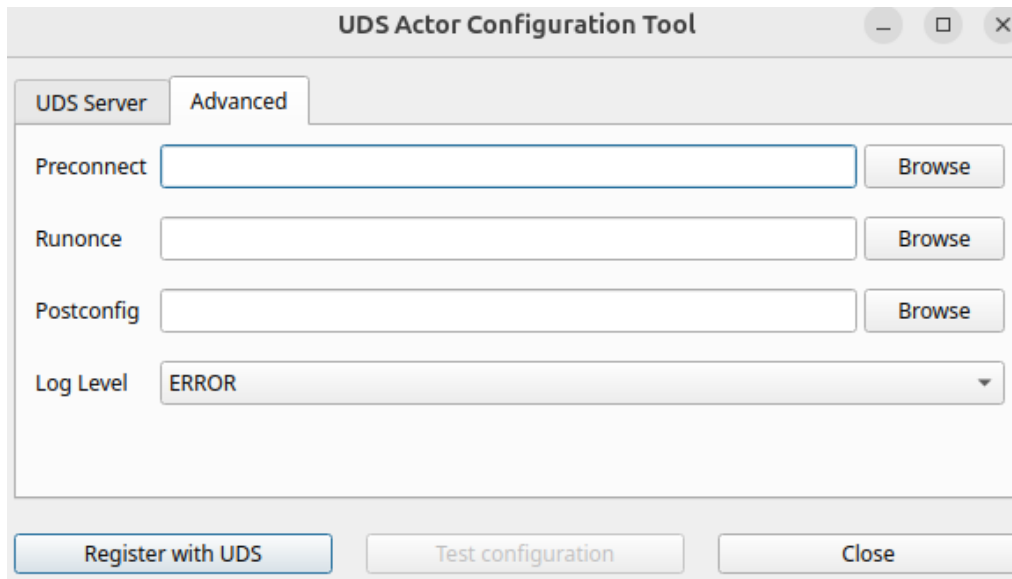 UDS Actor Configuration Tool
UDS Server Advanced
Preconnect Browse
Runonce Browse
Postconfig Browse
Log Level ERROR
Register with UDS Test configuration Close